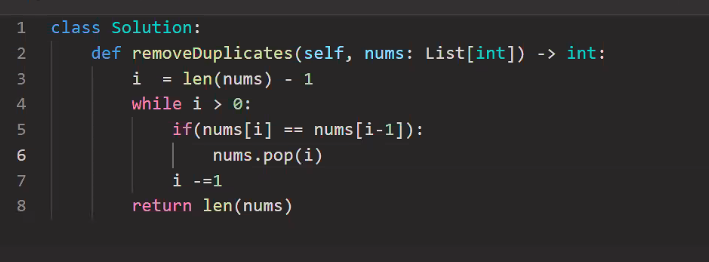 1 class Solution:
2     def removeDuplicates(self, nums: List[int]) -> int:
3         i  = len(nums) - 1
4         while i > 0:
5             if(nums[i] == nums[i-1]):
6                 nums.pop(i)
7             i -=1
8         return len(nums)